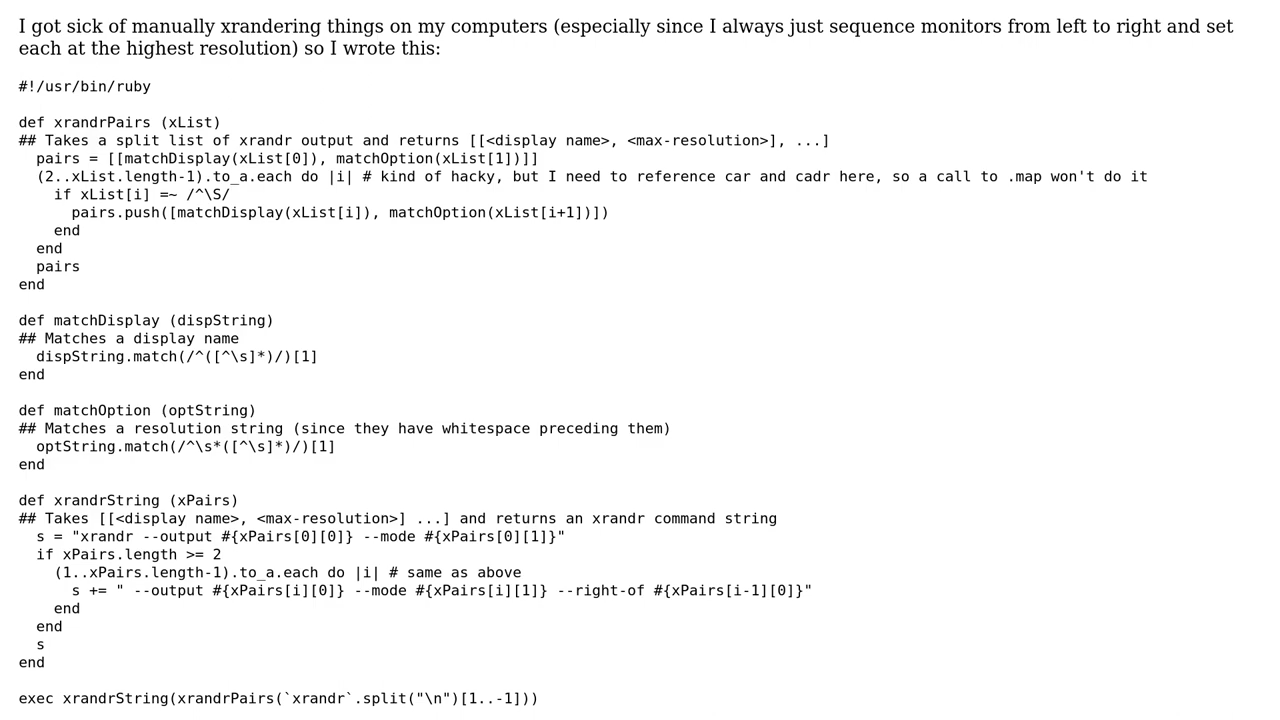 I got sick of manually xrandering things on my computers (especially since I always just sequence monitors from left to right and set
each at the highest resolution) so I wrote this:
#!/usr/bin/ruby
def xrandrPairs (xList)
## Takes a split list of xrandr output and returns [[<display name>, <max-resolution>], ...]
  pairs = [[matchDisplay(xList[0]), matchOption(xList[1])]]
  (2..xList.length-1).to_a.each do |i| # kind of hacky, but I need to reference car and cadr here, so a call to .map won't do it
    if xList[i] =~ /^\S/
      pairs.push([matchDisplay(xList[i]), matchOption(xList[i+1])])
    end
  end
  pairs
end
def matchDisplay (dispString)
## Matches a display name
  dispString.match(/^([^\s]*)/)[1]
end
def matchOption (optString)
## Matches a resolution string (since they have whitespace preceding them)
  optString.match(/^\s*([^\s]*)/)[1]
end
def xrandrString (xPairs)
## Takes [[<display name>, <max-resolution>] ...] and returns an xrandr command string
  s = "xrandr --output #{xPairs[0][0]} --mode #{xPairs[0][1]}"
  if xPairs.length >= 2
    (1..xPairs.length-1).to_a.each do |i| # same as above
      s += " --output #{xPairs[i][0]} --mode #{xPairs[i][1]} --right-of #{xPairs[i-1][0]}"
    end
  end
  s
end
exec xrandrString(xrandrPairs(`xrandr`.split("\n")[1..-1]))